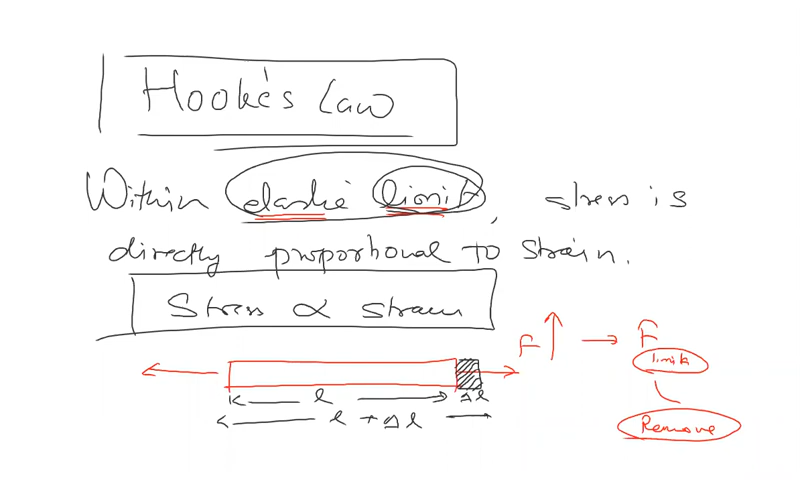 Hooke's Law
Within elastic limit, stress is
directly proportional to strain.
Stress ∝ strain
F ↑ → F limit
l Δl
l + Δl
Remove